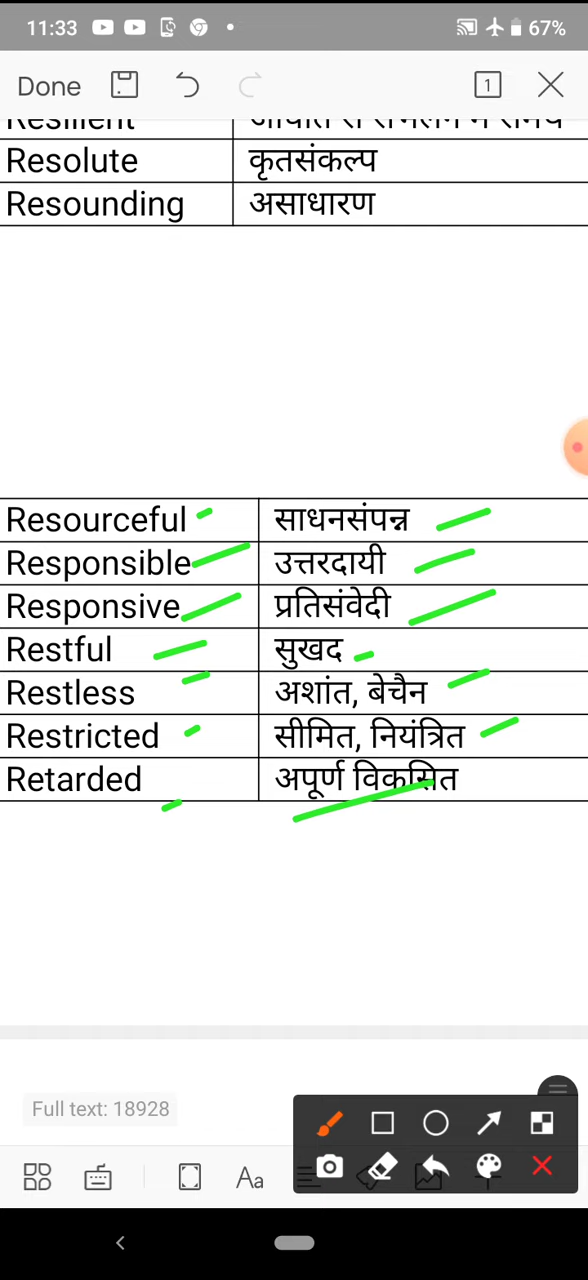 11:33 67%
Done 1
Resilient
Resolute कृतसंकल्प
Resounding असाधारण
Resourceful साधनसंपन्न
Responsible उत्तरदायी
Responsive प्रतिसंवेदी
Restful सुखद
Restless अशांत, बेचैन
Restricted सीमित, नियंत्रित
Retarded अपूर्ण विकसित
Full text: 18928
Aa